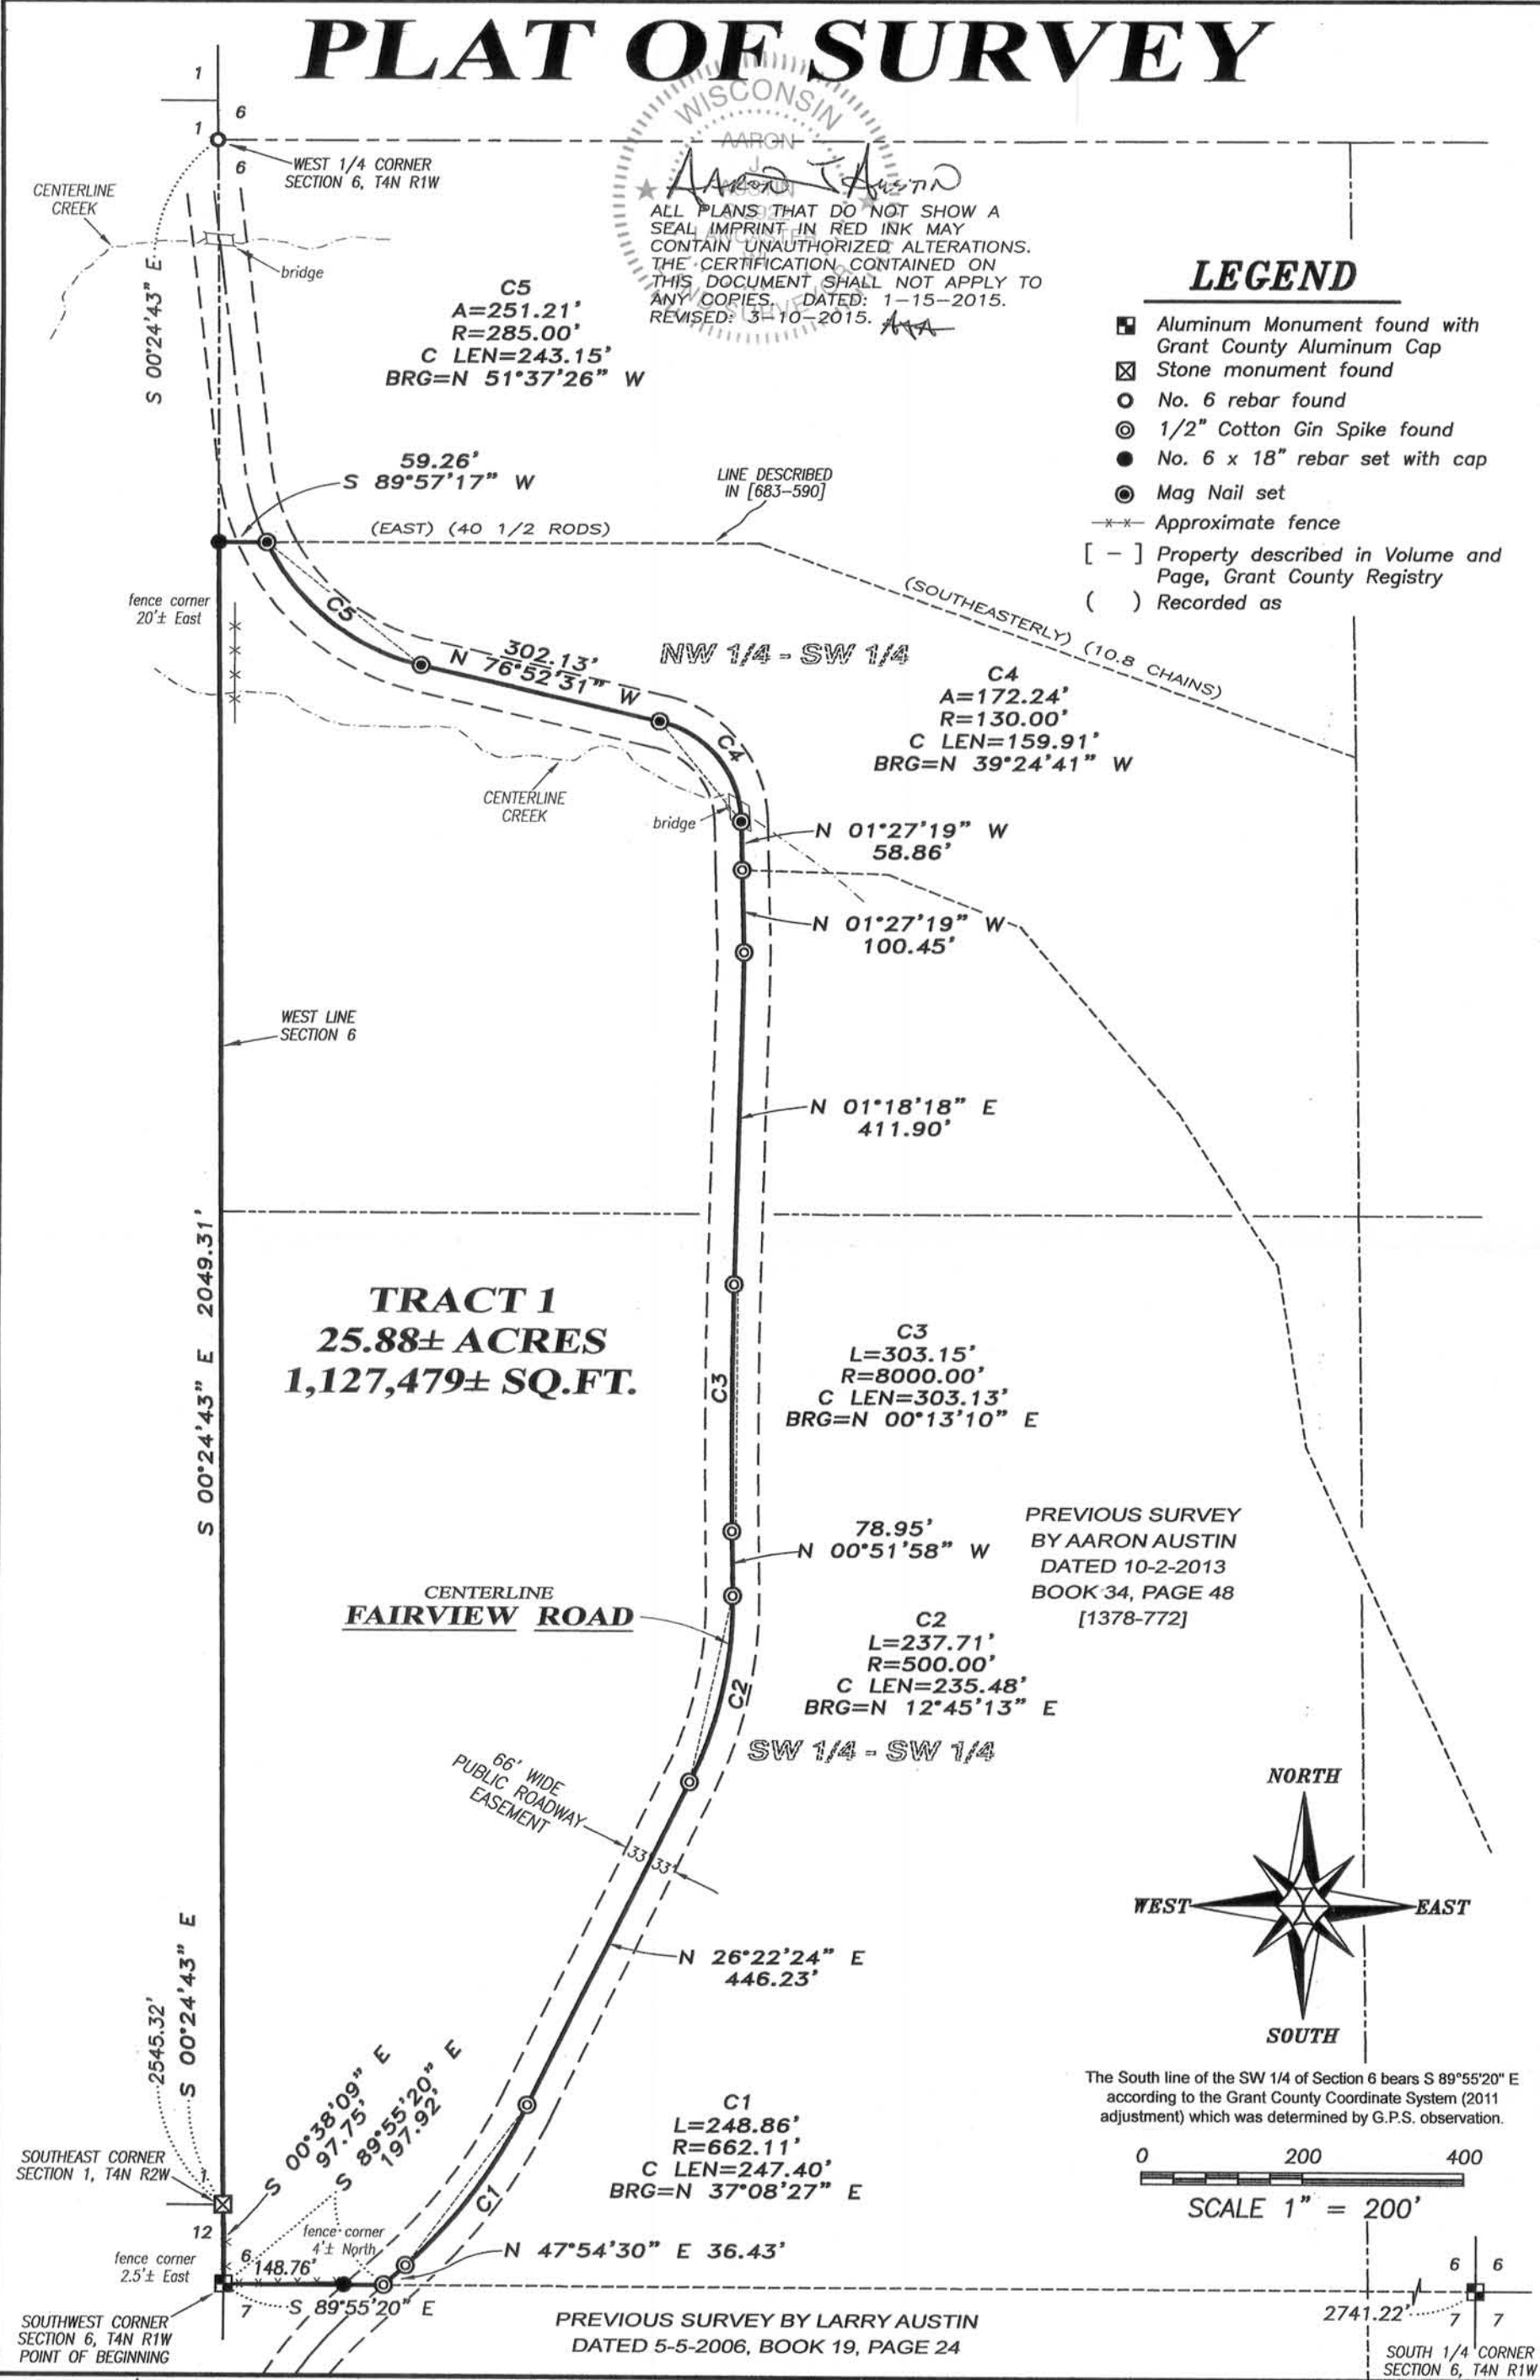 PLAT OF SURVEY
1
6
1
6
WEST 1/4 CORNER
SECTION 6, T4N R1W
CENTERLINE
CREEK
bridge
S 00°24'43" E
WISCONSIN
AARON
J.
AUSTIN
LANCASTER
Aaron J Austin
ALL PLANS THAT DO NOT SHOW A
SEAL IMPRINT IN RED INK MAY
CONTAIN UNAUTHORIZED ALTERATIONS.
THE CERTIFICATION CONTAINED ON
THIS DOCUMENT SHALL NOT APPLY TO
ANY COPIES. DATED: 1-15-2015.
REVISED: 3-10-2015. AJA
LEGEND
Aluminum Monument found with
Grant County Aluminum Cap
Stone monument found
No. 6 rebar found
1/2" Cotton Gin Spike found
No. 6 x 18" rebar set with cap
Mag Nail set
-x-x- Approximate fence
[ - ] Property described in Volume and
Page, Grant County Registry
( ) Recorded as
C5
A=251.21'
R=285.00'
C LEN=243.15'
BRG=N 51°37'26" W
59.26'
S 89°57'17" W
LINE DESCRIBED
IN [683-590]
(EAST) (40 1/2 RODS)
(SOUTHEASTERLY) (10.8 CHAINS)
fence corner
20'± East
C5
302.13'
N 76°52'31" W
NW 1/4 - SW 1/4
C4
A=172.24'
R=130.00'
C LEN=159.91'
BRG=N 39°24'41" W
C4
CENTERLINE
CREEK
bridge
N 01°27'19" W
58.86'
N 01°27'19" W
100.45'
WEST LINE
SECTION 6
N 01°18'18" E
411.90'
S 00°24'43" E 2049.31'
TRACT 1
25.88± ACRES
1,127,479± SQ.FT.
C3
C3
L=303.15'
R=8000.00'
C LEN=303.13'
BRG=N 00°13'10" E
78.95'
N 00°51'58" W
PREVIOUS SURVEY
BY AARON AUSTIN
DATED 10-2-2013
BOOK 34, PAGE 48
[1378-772]
CENTERLINE
FAIRVIEW ROAD
C2
L=237.71'
R=500.00'
C LEN=235.48'
BRG=N 12°45'13" E
C2
SW 1/4 - SW 1/4
66' WIDE
PUBLIC ROADWAY
EASEMENT
33' 33'
NORTH
WEST
EAST
SOUTH
N 26°22'24" E
446.23'
2545.32'
S 00°24'43" E
S 00°38'09" E
97.75'
S 89°55'20" E
197.92'
The South line of the SW 1/4 of Section 6 bears S 89°55'20" E
according to the Grant County Coordinate System (2011
adjustment) which was determined by G.P.S. observation.
0 200 400
SCALE 1" = 200'
C1
L=248.86'
R=662.11'
C LEN=247.40'
BRG=N 37°08'27" E
C1
SOUTHEAST CORNER
SECTION 1, T4N R2W
1
12
6
fence corner
4'± North
fence corner
2.5'± East
148.76'
N 47°54'30" E 36.43'
7
S 89°55'20" E
SOUTHWEST CORNER
SECTION 6, T4N R1W
POINT OF BEGINNING
PREVIOUS SURVEY BY LARRY AUSTIN
DATED 5-5-2006, BOOK 19, PAGE 24
2741.22'
6 6
7 7
SOUTH 1/4 CORNER
SECTION 6, T4N R1W